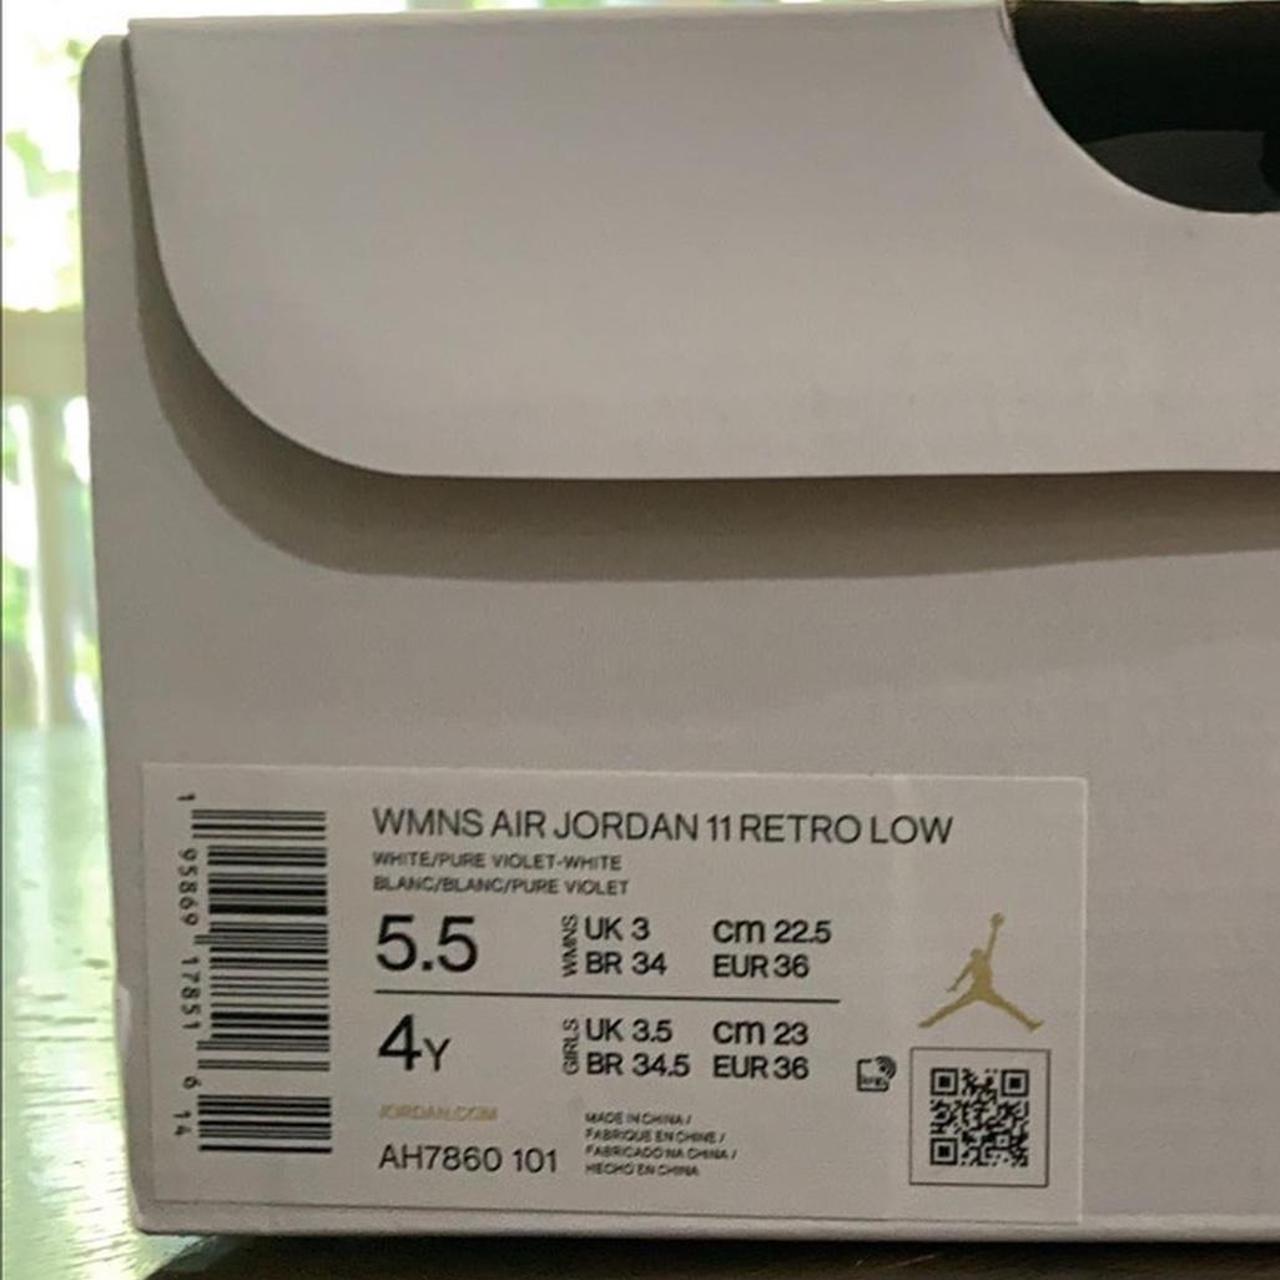 WMNS AIR JORDAN 11 RETRO LOW
WHITE/PURE VIOLET-WHITE
BLANC/BLANC/PURE VIOLET
5.5 WMNS UK 3 cm 22.5
BR 34 EUR 36
4Y GIRLS UK 3.5 cm 23
BR 34.5 EUR 36
JORDAN.COM
AH7860 101
MADE IN CHINA /
FABRIQUE EN CHINE /
FABRICADO NA CHINA /
HECHO EN CHINA
1 95869 17851 6 14